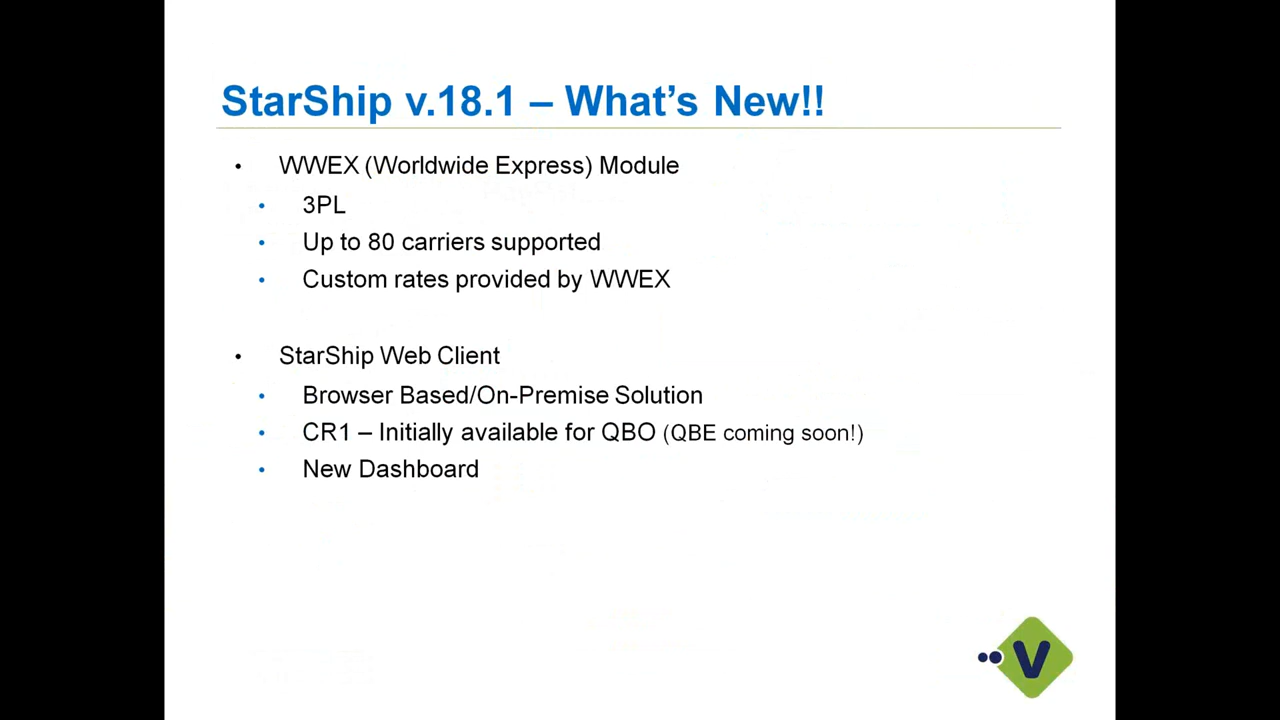 StarShip v.18.1 – What’s New!!
• WWEX (Worldwide Express) Module
• 3PL
• Up to 80 carriers supported
• Custom rates provided by WWEX
• StarShip Web Client
• Browser Based/On-Premise Solution
• CR1 – Initially available for QBO (QBE coming soon!)
• New Dashboard
V